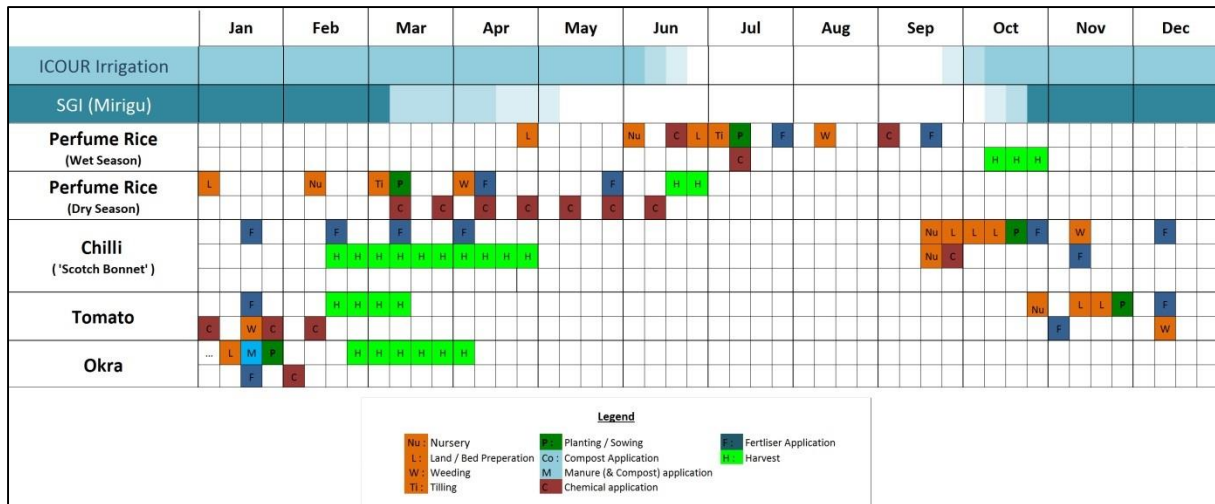 Jan Feb Mar Apr May Jun Jul Aug Sep Oct Nov Dec
ICOUR Irrigation
SGI (Mirigu)
Perfume Rice L Nu C L Ti P F W C F
(Wet Season) C H H H
Perfume Rice L Nu Ti P W F F H H
(Dry Season) C C C C C C C
Chilli F F F F Nu L L L P F W F
( 'Scotch Bonnet' ) H H H H H H H H H H Nu C F
Tomato F H H H H Nu L L P F
C W C C F W
Okra ... L M P H H H H H H
F C
Legend
Nu : Nursery P : Planting / Sowing F : Fertliser Application
L : Land / Bed Preperation Co : Compost Application H : Harvest
W : Weeding M Manure (& Compost) application
Ti : Tilling C Chemical application